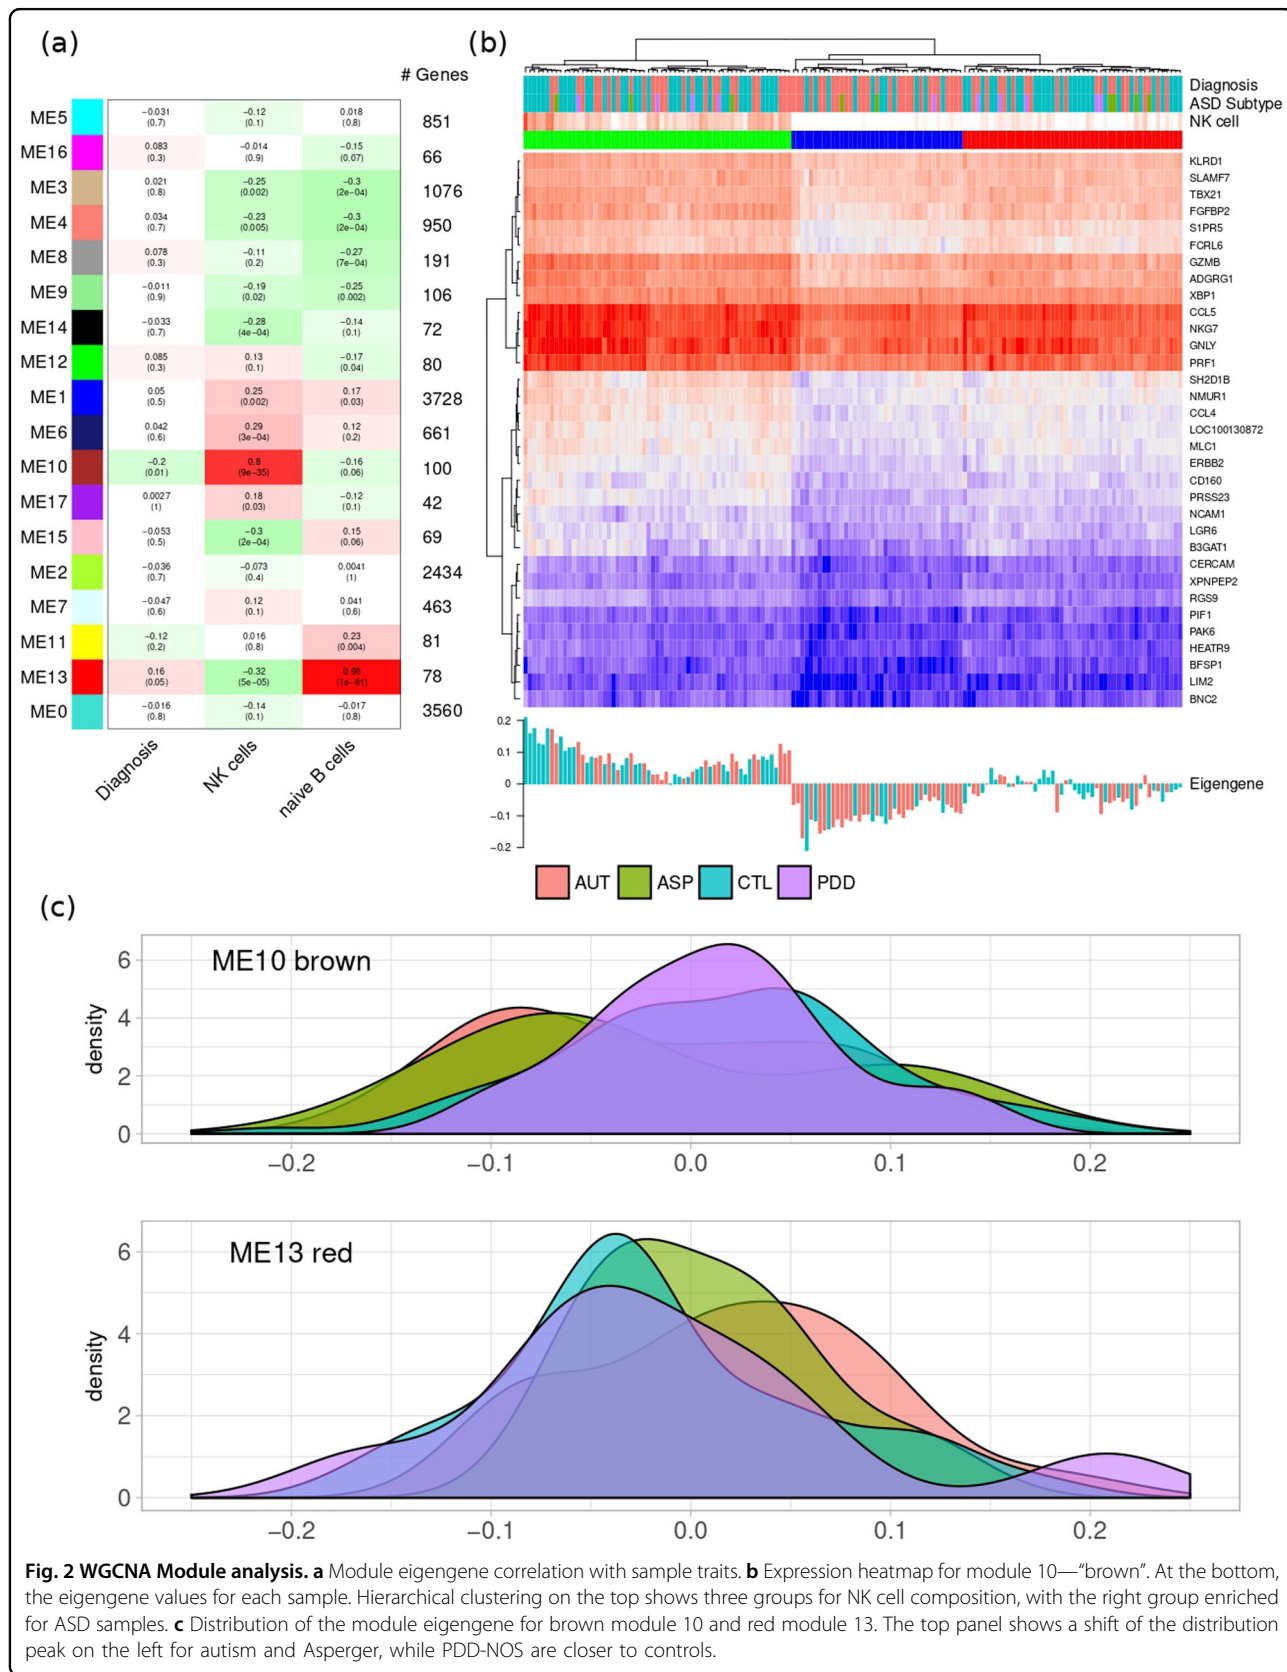 (a)
# Genes
ME5 −0.031 −0.12 0.018 851
(0.7) (0.1) (0.8)
ME16 0.083 −0.014 −0.15 66
(0.3) (0.9) (0.07)
ME3 0.021 −0.25 −0.3 1076
(0.8) (0.002) (2e−04)
ME4 0.034 −0.23 −0.3 950
(0.7) (0.005) (2e−04)
ME8 0.078 −0.11 −0.27 191
(0.3) (0.2) (7e−04)
ME9 −0.011 −0.19 −0.25 106
(0.9) (0.02) (0.002)
ME14 −0.033 −0.28 −0.14 72
(0.7) (4e−04) (0.1)
ME12 0.085 0.13 −0.17 80
(0.3) (0.1) (0.04)
ME1 0.05 0.25 0.17 3728
(0.5) (0.002) (0.03)
ME6 0.042 0.29 0.12 661
(0.6) (3e−04) (0.2)
ME10 −0.2 0.8 −0.16 100
(0.01) (9e−35) (0.06)
ME17 0.0027 0.18 −0.12 42
(1) (0.03) (0.1)
ME15 −0.053 −0.3 0.15 69
(0.5) (2e−04) (0.06)
ME2 −0.036 −0.073 0.0041 2434
(0.7) (0.4) (1)
ME7 −0.047 0.12 0.041 463
(0.6) (0.1) (0.6)
ME11 −0.12 0.016 0.23 81
(0.2) (0.8) (0.004)
ME13 0.16 −0.32 0.96 78
(0.05) (5e−05) (1e−81)
ME0 −0.016 −0.14 −0.017 3560
(0.8) (0.1) (0.8)
Diagnosis NK cells naive B cells
(b)
Diagnosis
ASD Subtype
NK cell
KLRD1
SLAMF7
TBX21
FGFBP2
S1PR5
FCRL6
GZMB
ADGRG1
XBP1
CCL5
NKG7
GNLY
PRF1
SH2D1B
NMUR1
CCL4
LOC100130872
MLC1
ERBB2
CD160
PRSS23
NCAM1
LGR6
B3GAT1
CERCAM
XPNPEP2
RGS9
PIF1
PAK6
HEATR9
BFSP1
LIM2
BNC2
0.2
0.1
0
−0.1
−0.2
Eigengene
AUT ASP CTL PDD
(c)
ME10 brown
density
6
4
2
0
−0.2 −0.1 0.0 0.1 0.2
ME13 red
density
6
4
2
0
−0.2 −0.1 0.0 0.1 0.2
Fig. 2 WGCNA Module analysis. a Module eigengene correlation with sample traits. b Expression heatmap for module 10—“brown”. At the bottom,
the eigengene values for each sample. Hierarchical clustering on the top shows three groups for NK cell composition, with the right group enriched
for ASD samples. c Distribution of the module eigengene for brown module 10 and red module 13. The top panel shows a shift of the distribution
peak on the left for autism and Asperger, while PDD-NOS are closer to controls.